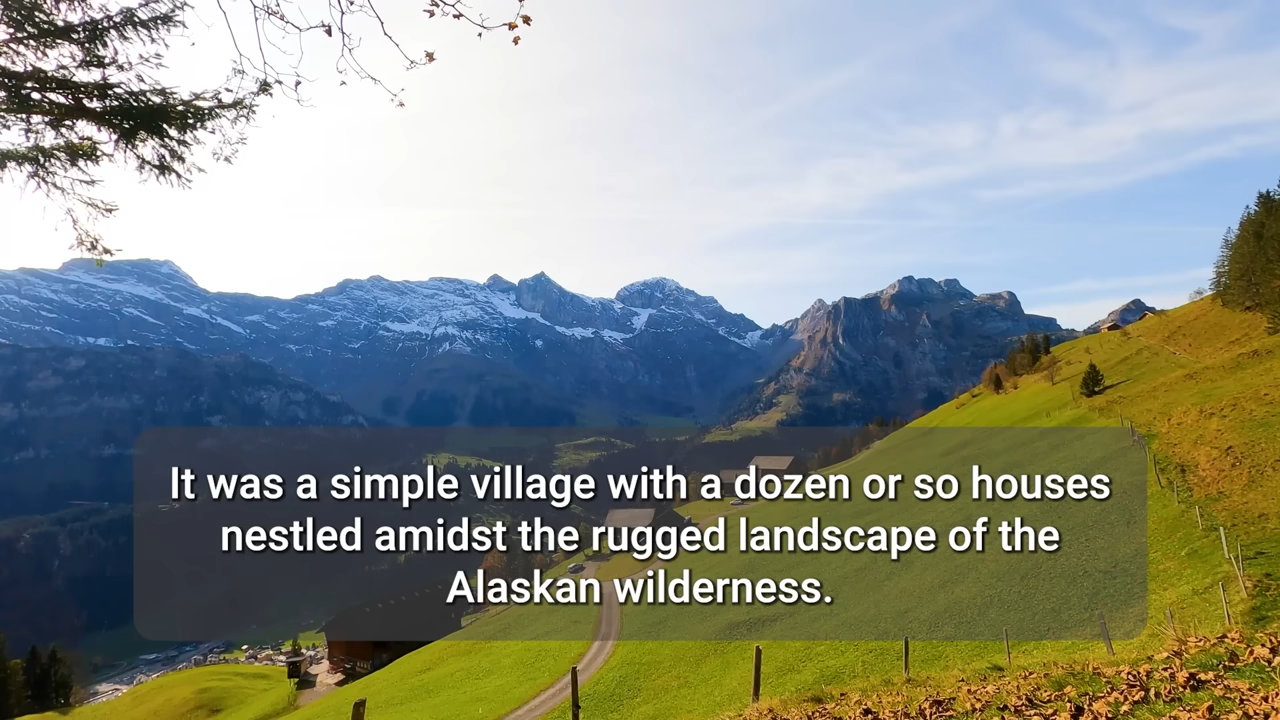 It was a simple village with a dozen or so houses
nestled amidst the rugged landscape of the
Alaskan wilderness.